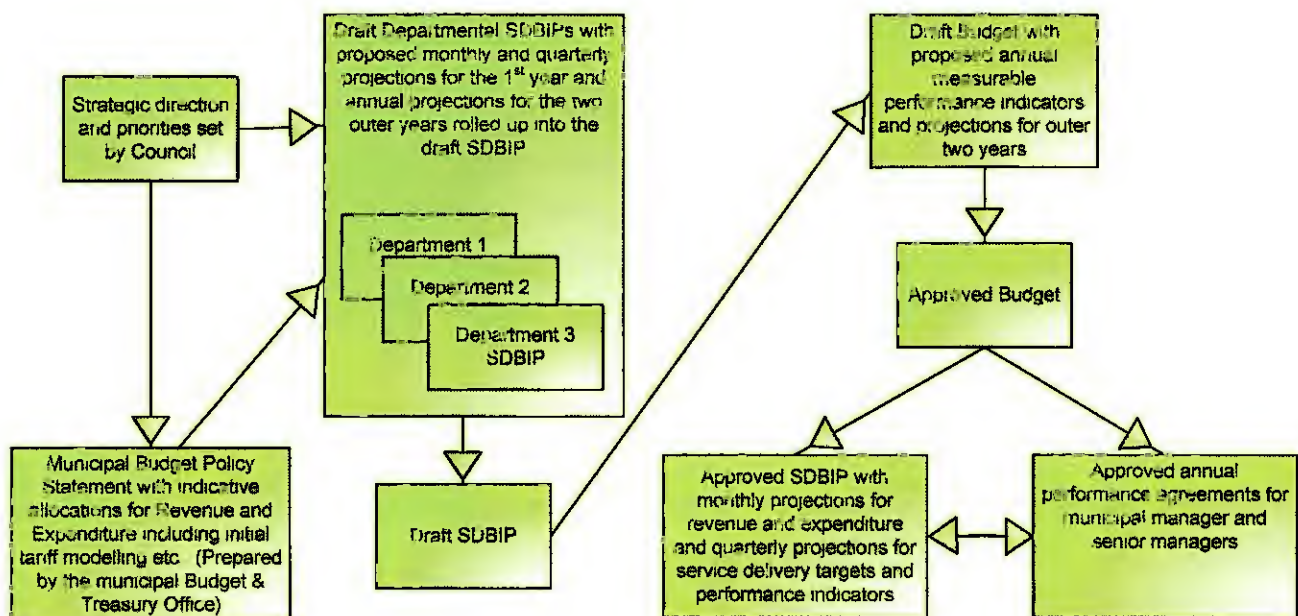 Strategic direction
and priorities set
by Council
Municipal Budget Policy
Statement with indicative
allocations for Revenue and
Expenditure including initial
tariff modelling etc (Prepared
by the municipal Budget &
Treasury Office)
Draft Departmental SDBIPs with
proposed monthly and quarterly
projections for the 1st year and
annual projections for the two
outer years rolled up into the
draft SDBIP
Department 1
Department 2
Department 3
SDBIP
Draft SDBIP
Draft Budget with
proposed annual
measurable
performance indicators
and projections for outer
two years
Approved Budget
Approved SDBIP with
monthly projections for
revenue and expenditure
and quarterly projections for
service delivery targets and
performance indicators
Approved annual
performance agreements for
municipal manager and
senior managers